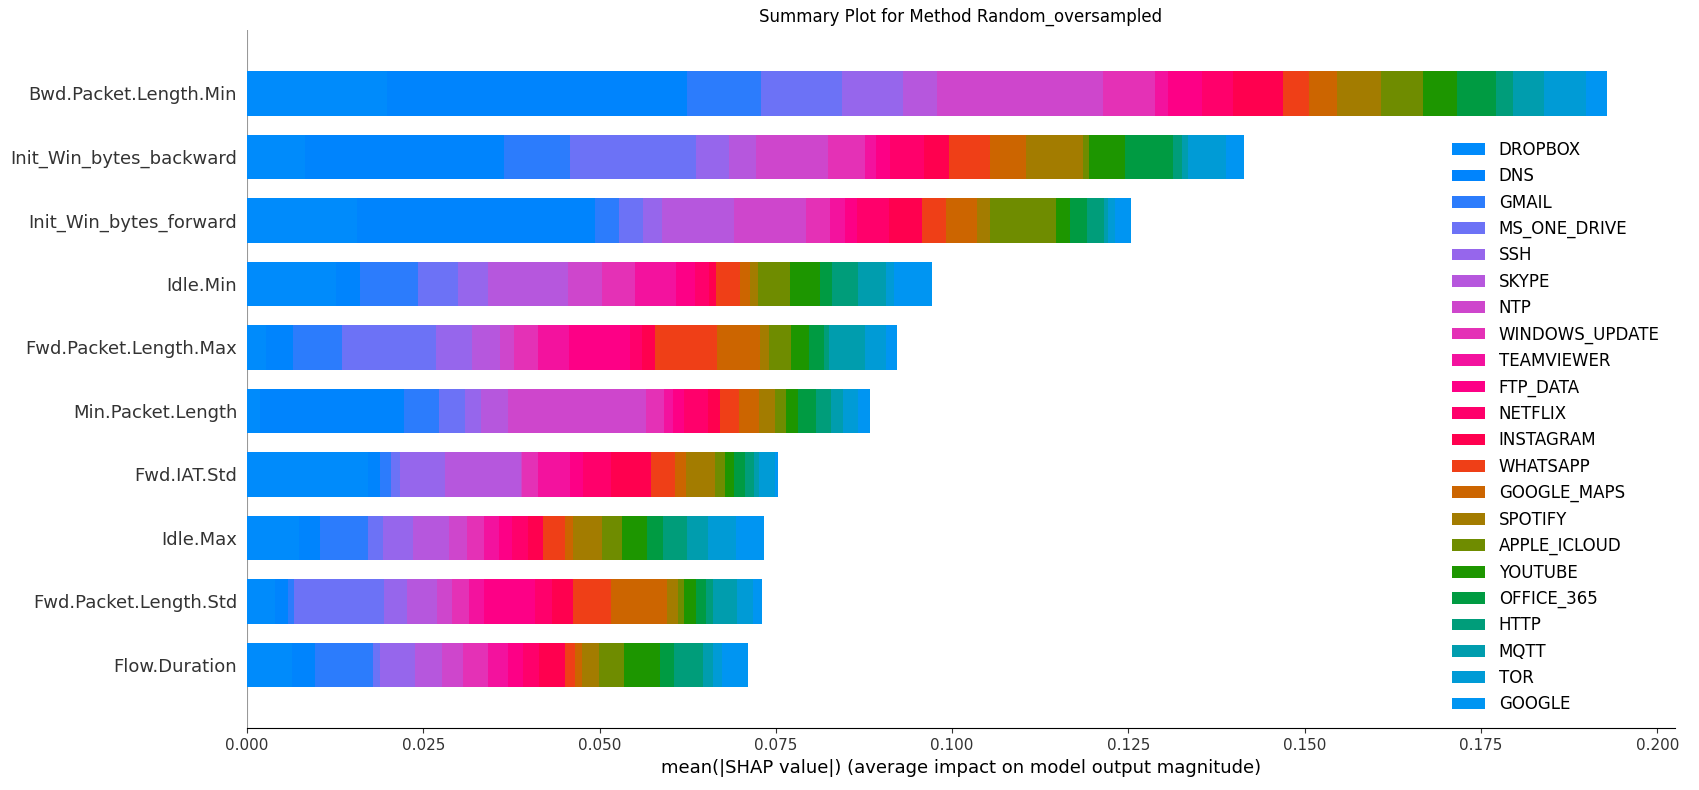 Summary Plot for Method Random_oversampled
Bwd.Packet.Length.Min
Init_Win_bytes_backward
Init_Win_bytes_forward
Idle.Min
Fwd.Packet.Length.Max
Min.Packet.Length
Fwd.IAT.Std
Idle.Max
Fwd.Packet.Length.Std
Flow.Duration
DROPBOX
DNS
GMAIL
MS_ONE_DRIVE
SSH
SKYPE
NTP
WINDOWS_UPDATE
TEAMVIEWER
FTP_DATA
NETFLIX
INSTAGRAM
WHATSAPP
GOOGLE_MAPS
SPOTIFY
APPLE_ICLOUD
YOUTUBE
OFFICE_365
HTTP
MQTT
TOR
GOOGLE
0.000 0.025 0.050 0.075 0.100 0.125 0.150 0.175 0.200
mean(|SHAP value|) (average impact on model output magnitude)